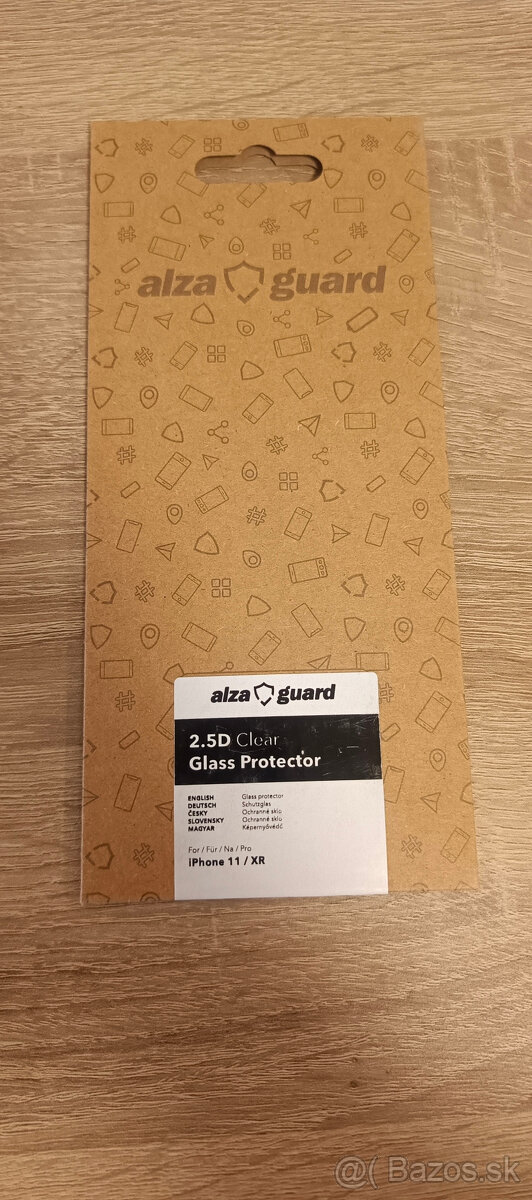 alza guard
alza guard
2.5D Clear
Glass Protector
ENGLISH Glass protector
DEUTSCH Schutzglas
ČESKY Ochranné sklo
SLOVENSKY Ochranné sklo
MAGYAR Képernyővédő
For / Für / Na / Pro
iPhone 11 / XR
@( Bazos.sk